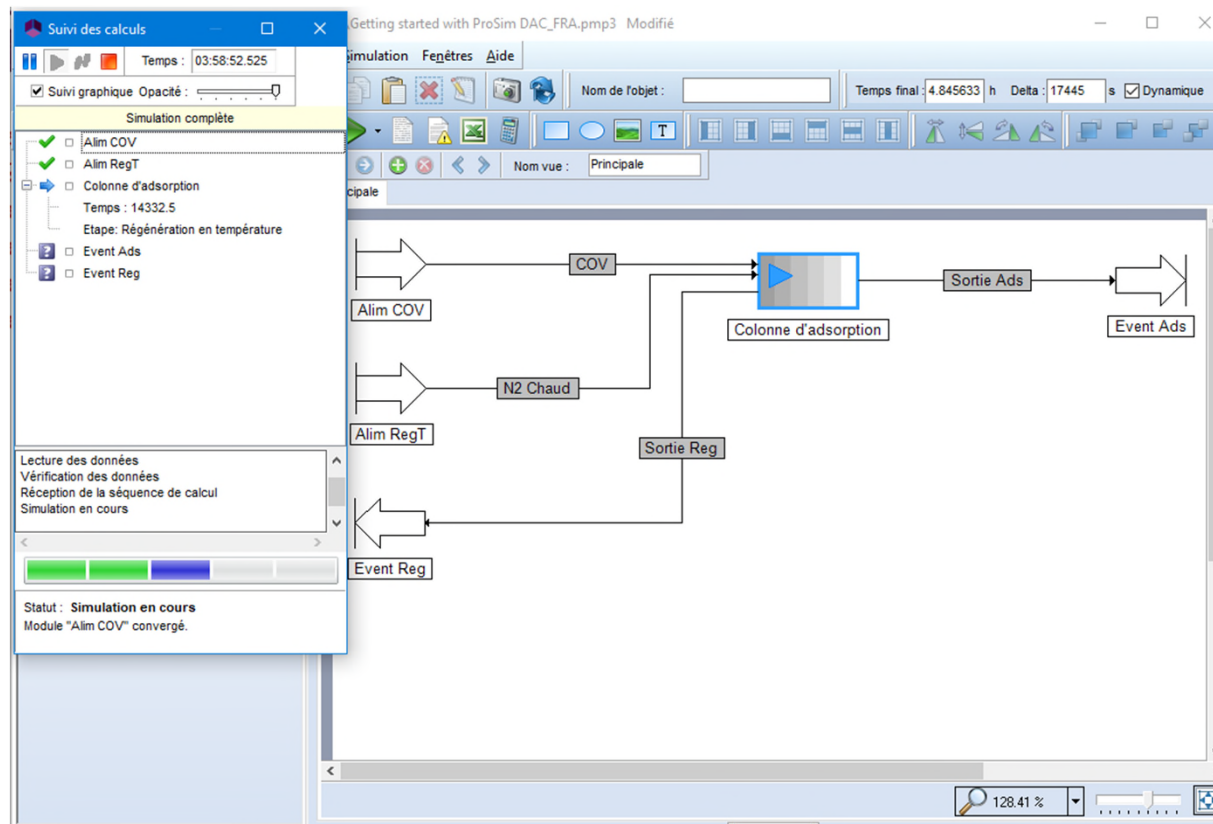 Suivi des calculs
Temps : 03:58:52.525
Suivi graphique Opacité :
Simulation complète
Alim COV
Alim RegT
Colonne d'adsorption
Temps : 14332.5
Etape: Régénération en température
Event Ads
Event Reg
Lecture des données
Vérification des données
Réception de la séquence de calcul
Simulation en cours
Statut : Simulation en cours
Module "Alim COV" convergé.
Getting started with ProSim DAC_FRA.pmp3 Modifié
Simulation Fenêtres Aide
Nom de l'objet : Temps final : 4.845633 h Delta : 17445 s Dynamique
T
Nom vue : Principale
cipale
COV
Alim COV
Colonne d'adsorption
Sortie Ads
Event Ads
N2 Chaud
Alim RegT
Sortie Reg
Event Reg
128.41 %